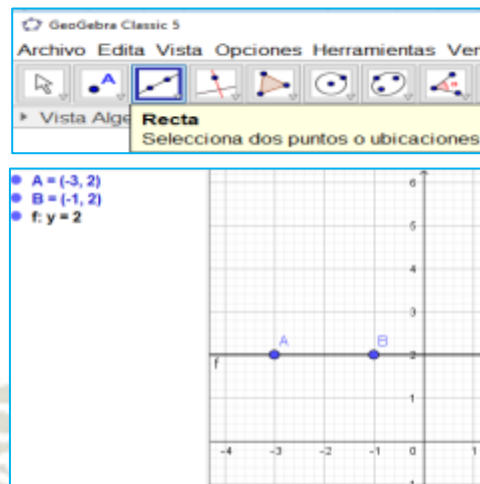 GeoGebra Classic 5
Archivo Edita Vista Opciones Herramientas Ver
A
Vista Alge
Recta
Selecciona dos puntos o ubicaciones
A = (-3, 2)
B = (-1, 2)
f: y = 2
6
5
4
3
A B
2
f
1
-4 -3 -2 -1 0 1